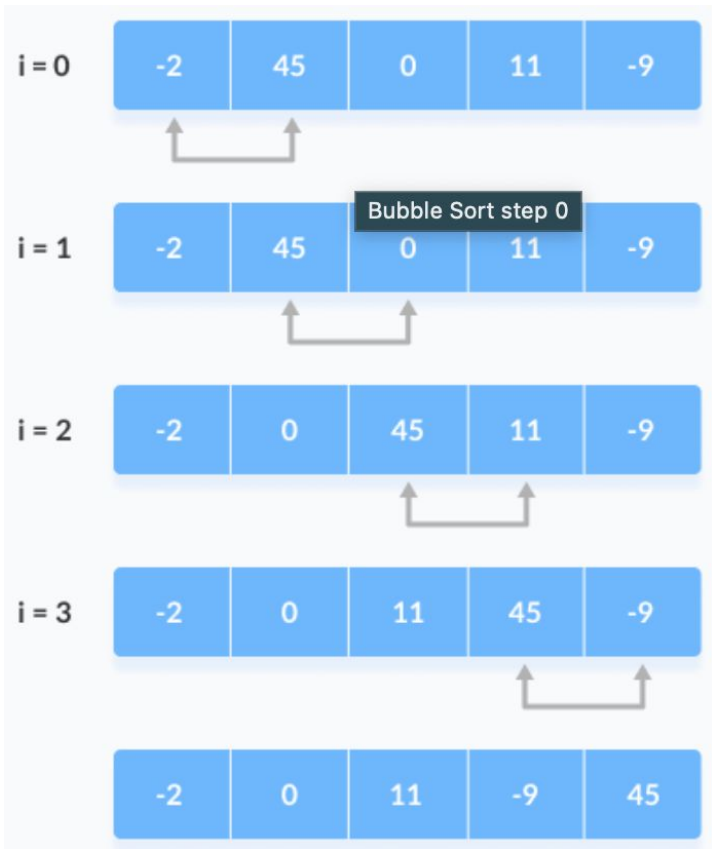 i = 0 -2 45 0 11 -9
Bubble Sort step 0
i = 1 -2 45 0 11 -9
i = 2 -2 0 45 11 -9
i = 3 -2 0 11 45 -9
-2 0 11 -9 45